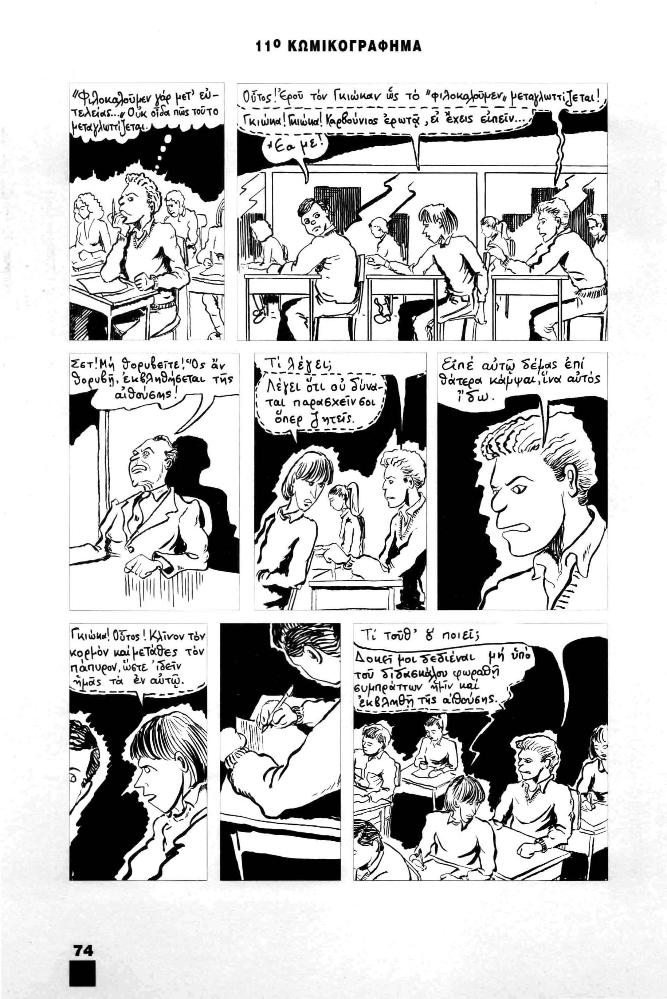 11º ΚΩΜΙΚΟΓΡΑΦΗΜΑ
"Φιλοκαλοῦμεν γάρ μετ' εὐ-
τελείας..." Οὐκ οἶδα πῶς τοῦτο
μεταγλωττίζεται.
Οὗτος! Ἐροῦ τόν Γκιώκαν ὧς τό "φιλοκαλοῦμεν" μεταγλωττίζεται!
Γκιώκα! Γκιώκα! Καρβούνιος ἐρωτᾷ, εἰ ἔχεις εἰπεῖν...
Ἔα με!
Σστ! Μή θορυβεῖτε! Ὅς ἄν
θορυβῇ, ἐκβληθήσεται τῆς
αἰθούσης!
Τί λέγει;
Λέγει ὅτι οὐ δύνα-
ται παρασχεῖν σοι
ὅπερ ζητεῖς.
Εἰπέ αὐτῷ δέμας ἐπί
θάτερα κάμψαι, ἵνα αὐτός
ἴδω.
Γκιώκα! Οὗτος! Κλῖνον τόν
κορμόν καί μετάθες τόν
πάπυρον, ὥστε ἰδεῖν
ἡμᾶς τά ἐν αὐτῷ.
Τί τοῦθ' ὅ ποιεῖ;
Δοκεῖ μοι δεδιέναι μή ὑπό
τοῦ διδασκάλου φωραθῇ
συμπράττων ἡμῖν καί
ἐκβληθῇ τῆς αἰθούσης.
74